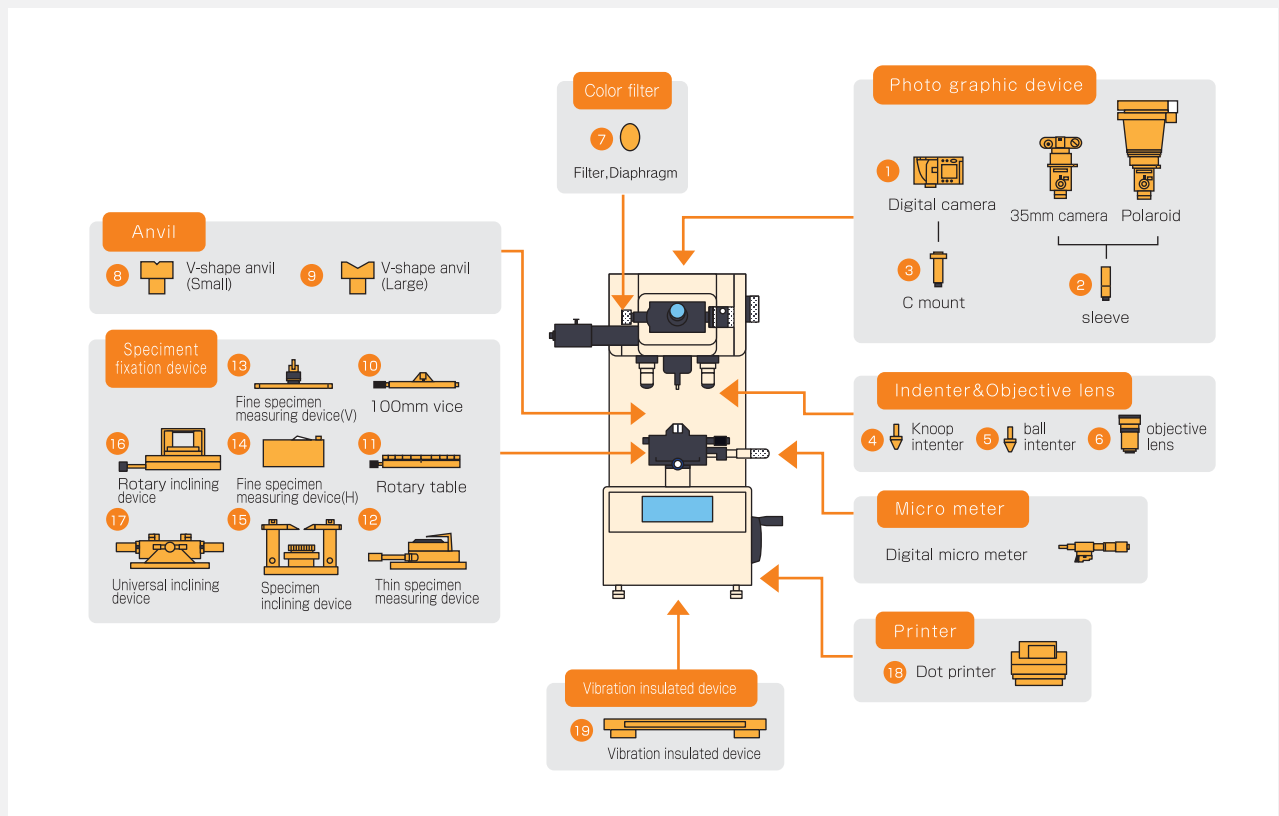 Color filter
7
Filter,Diaphragm
Photo graphic device
1
Digital camera
35mm camera
Polaroid
3
C mount
2
sleeve
Anvil
8
V-shape anvil
(Small)
9
V-shape anvil
(Large)
Speciment
fixation device
13
Fine specimen
measuring device(V)
10
100mm vice
16
Rotary inclining
device
14
Fine specimen
measuring device(H)
11
Rotary table
17
Universal inclining
device
15
Specimen
inclining device
12
Thin specimen
measuring device
Indenter&Objective lens
4
Knoop
intenter
5
ball
intenter
6
objective
lens
Micro meter
Digital micro meter
Printer
18
Dot printer
Vibration insulated device
19
Vibration insulated device